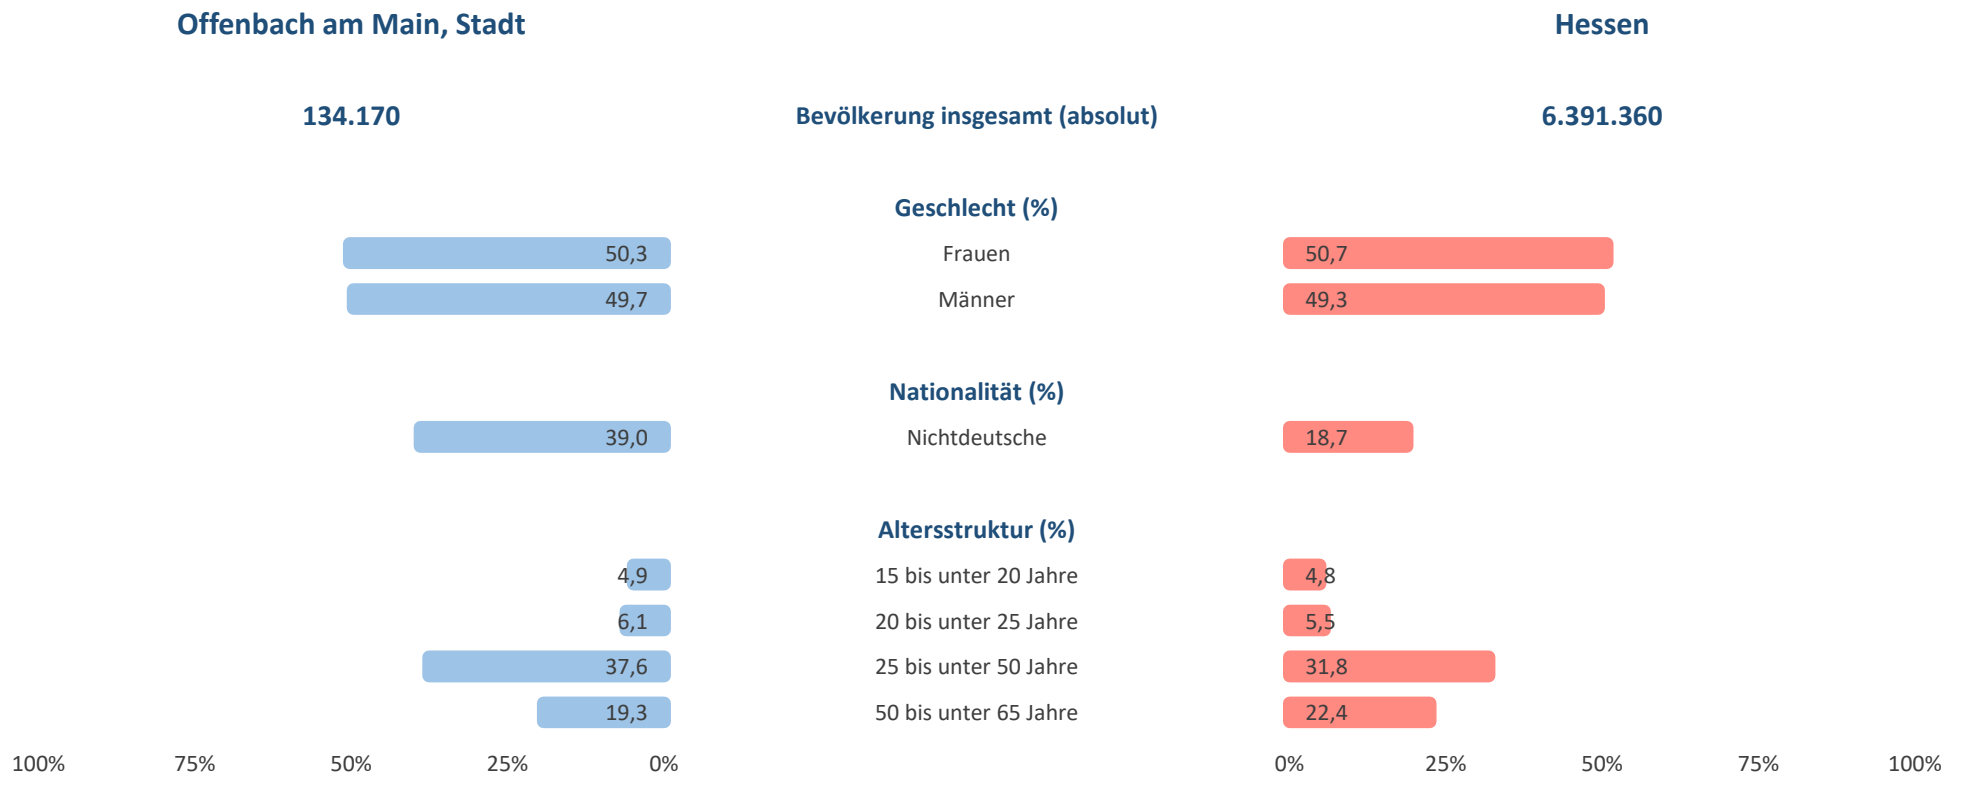 Offenbach am Main, Stadt Hessen
134.170 Bevölkerung insgesamt (absolut) 6.391.360
Geschlecht (%)
50,3 Frauen 50,7
49,7 Männer 49,3
Nationalität (%)
39,0 Nichtdeutsche 18,7
Altersstruktur (%)
4,9 15 bis unter 20 Jahre 4,8
6,1 20 bis unter 25 Jahre 5,5
37,6 25 bis unter 50 Jahre 31,8
19,3 50 bis unter 65 Jahre 22,4
100% 75% 50% 25% 0% 0% 25% 50% 75% 100%